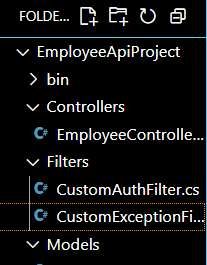 FOLDE...
EmployeeApiProject
bin
Controllers
C# EmployeeControlle...
Filters
C# CustomAuthFilter.cs
C# CustomExceptionFi...
Models